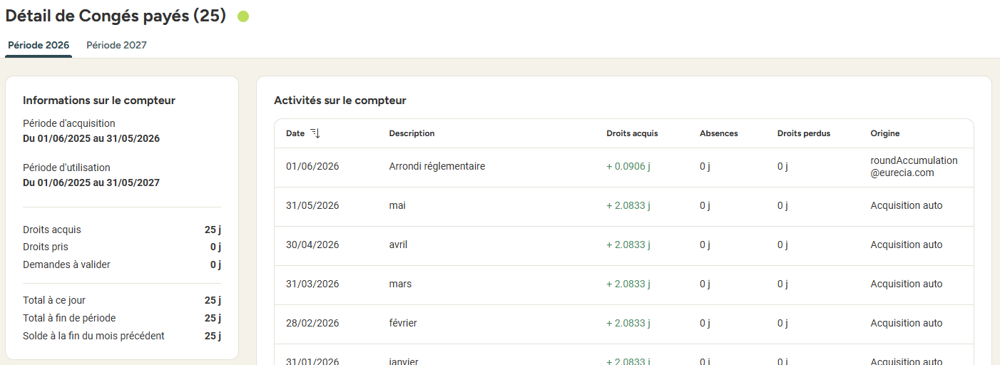 Détail de Congés payés (25)
Période 2026 Période 2027
Informations sur le compteur
Période d'acquisition
Du 01/06/2025 au 31/05/2026
Période d'utilisation
Du 01/06/2025 au 31/05/2027
Droits acquis 25 j
Droits pris 0 j
Demandes à valider 0 j
Total à ce jour 25 j
Total à fin de période 25 j
Solde à la fin du mois précédent 25 j
Activités sur le compteur
Date Description Droits acquis Absences Droits perdus Origine
01/06/2026 Arrondi réglementaire + 0.0906 j 0 j 0 j roundAccumulation
@eurecia.com
31/05/2026 mai + 2.0833 j 0 j 0 j Acquisition auto
30/04/2026 avril + 2.0833 j 0 j 0 j Acquisition auto
31/03/2026 mars + 2.0833 j 0 j 0 j Acquisition auto
28/02/2026 février + 2.0833 j 0 j 0 j Acquisition auto
31/01/2026 janvier + 2.0833 j 0 j 0 j Acquisition auto